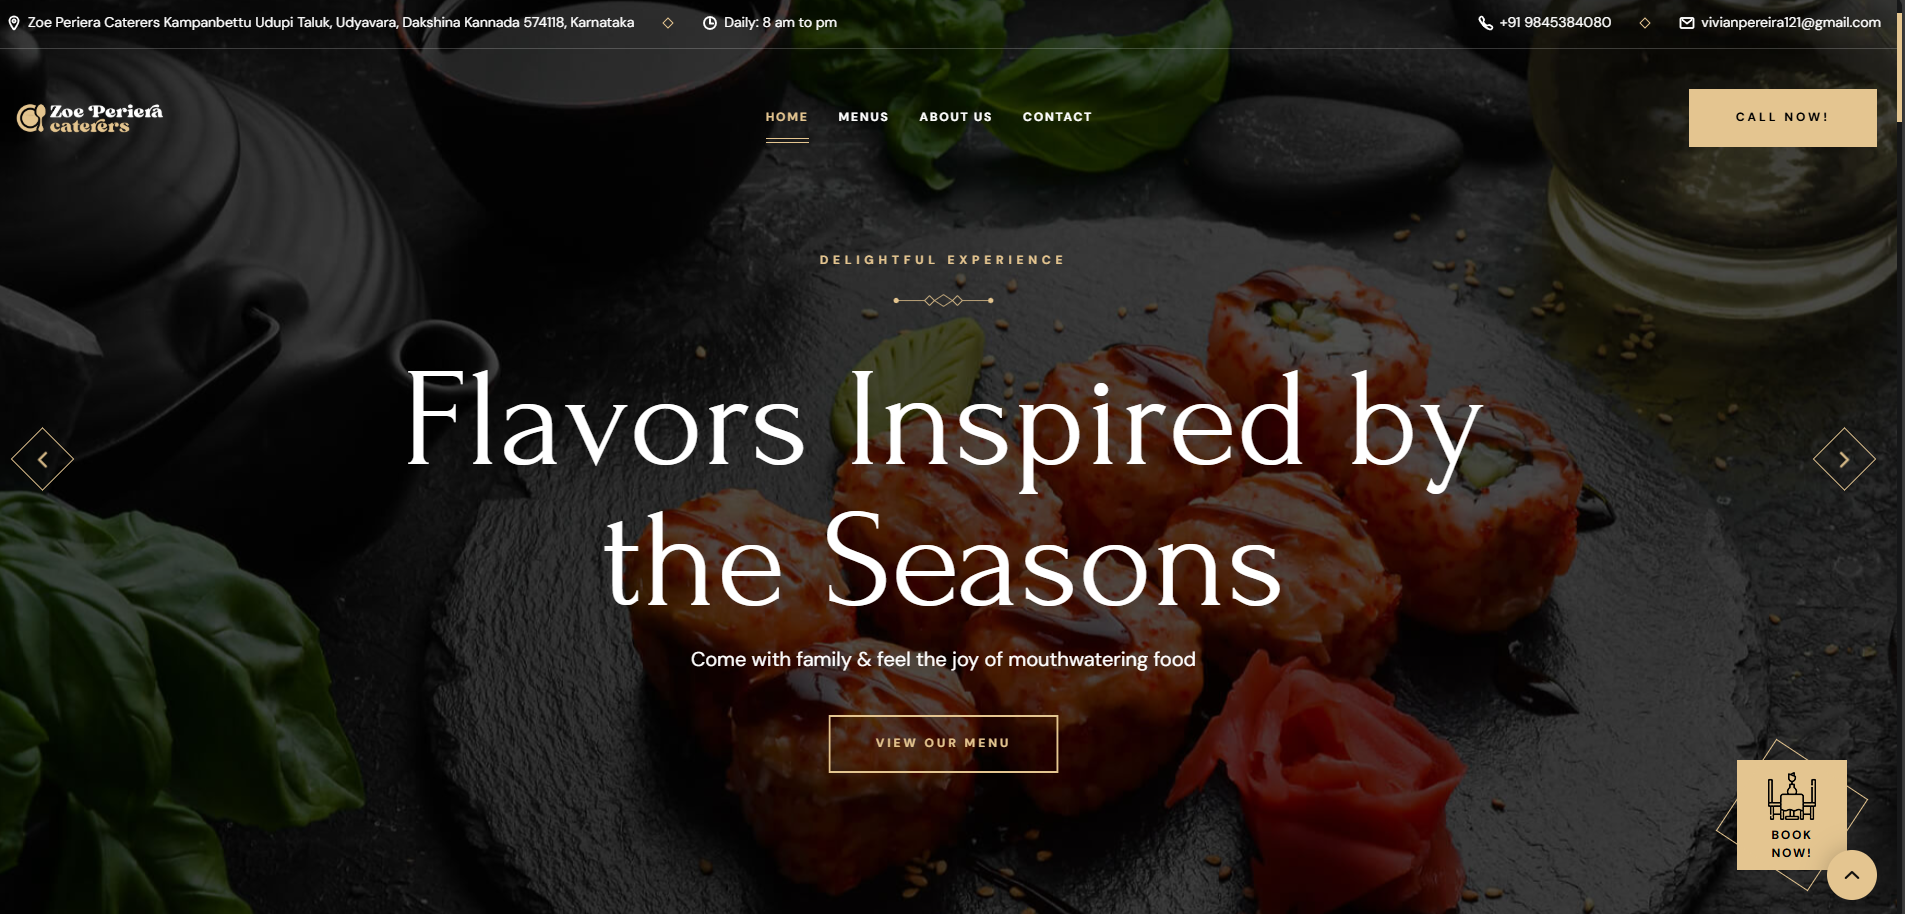 Zoe Periera Caterers Kampanbettu Udupi Taluk, Udyavara, Dakshina Kannada 574118, Karnataka
Daily: 8 am to pm
+91 9845384080
vivianpereira121@gmail.com
Zoe Periera
caterers
HOME
MENUS
ABOUT US
CONTACT
CALL NOW!
DELIGHTFUL EXPERIENCE
Flavors Inspired by
the Seasons
Come with family & feel the joy of mouthwatering food
VIEW OUR MENU
BOOK
NOW!